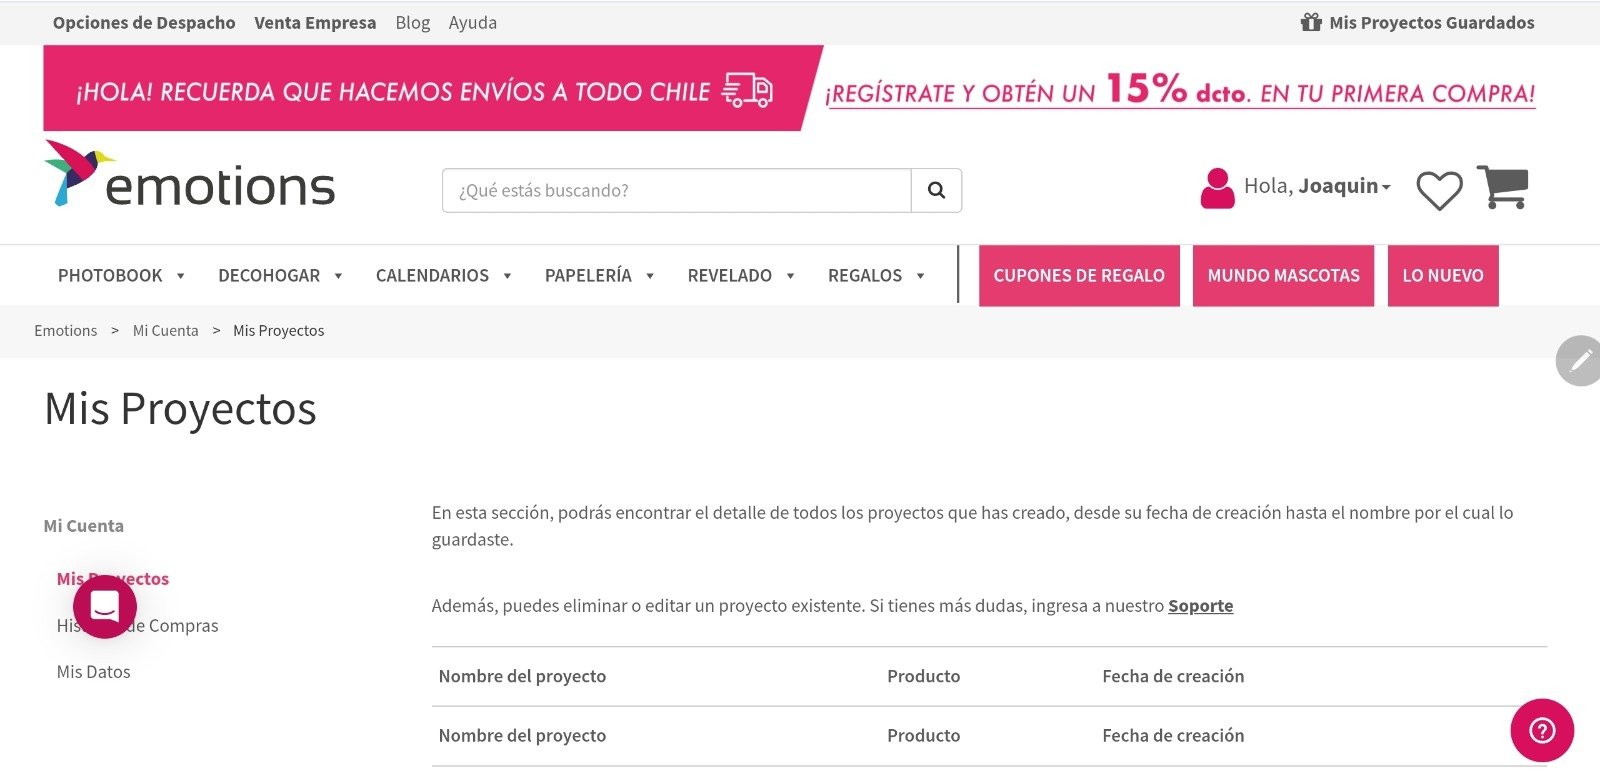 Opciones de Despacho Venta Empresa Blog Ayuda Mis Proyectos Guardados
¡HOLA! RECUERDA QUE HACEMOS ENVÍOS A TODO CHILE ¡REGÍSTRATE Y OBTÉN UN 15% dcto. EN TU PRIMERA COMPRA!
emotions
¿Qué estás buscando?
Hola, Joaquin
PHOTOBOOK DECOHOGAR CALENDARIOS PAPELERÍA REVELADO REGALOS CUPONES DE REGALO MUNDO MASCOTAS LO NUEVO
Emotions > Mi Cuenta > Mis Proyectos
Mis Proyectos
Mi Cuenta
Mis Proyectos
de Compras
Mis Datos
En esta sección, podrás encontrar el detalle de todos los proyectos que has creado, desde su fecha de creación hasta el nombre por el cual lo
guardaste.
Además, puedes eliminar o editar un proyecto existente. Si tienes más dudas, ingresa a nuestro Soporte
Nombre del proyecto Producto Fecha de creación
Nombre del proyecto Producto Fecha de creación